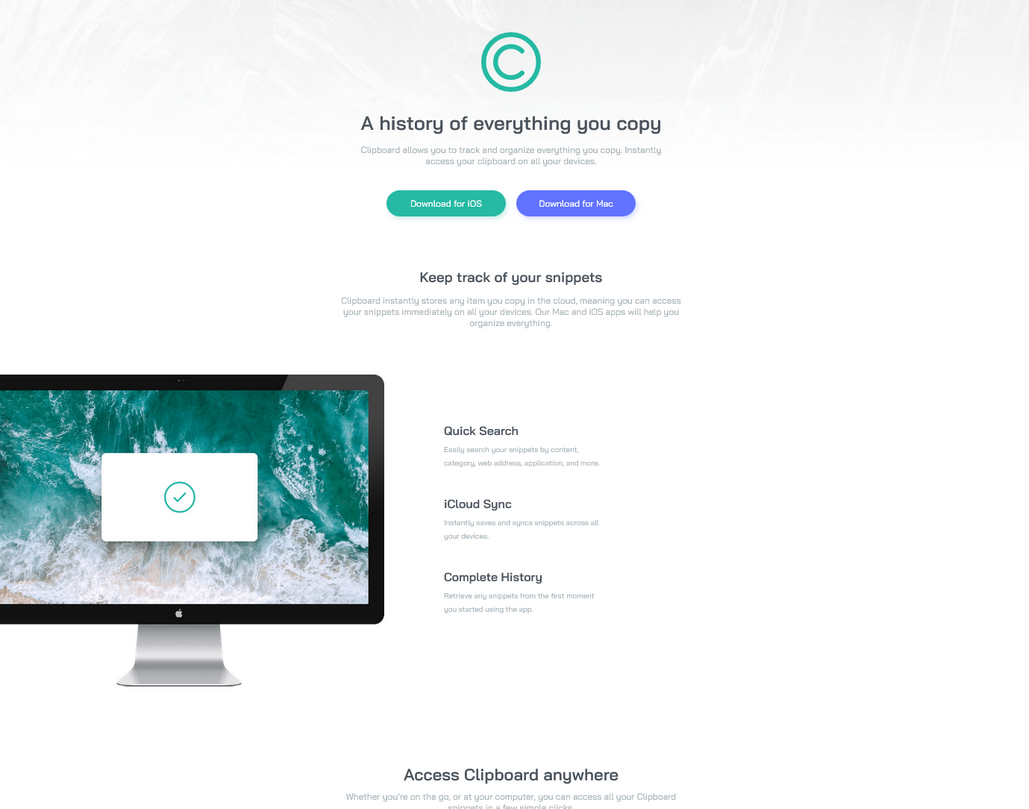 C
A history of everything you copy
Clipboard allows you to track and organize everything you copy. Instantly
access your clipboard on all your devices.
Download for iOS
Download for Mac
Keep track of your snippets
Clipboard instantly stores any item you copy in the cloud, meaning you can access
your snippets immediately on all your devices. Our Mac and iOS apps will help you
organize everything.
Quick Search
Easily search your snippets by content,
category, web address, application, and more.
iCloud Sync
Instantly saves and syncs snippets across all
your devices.
Complete History
Retrieve any snippets from the first moment
you started using the app.
Access Clipboard anywhere
Whether you're on the go, or at your computer, you can access all your Clipboard
snippets in a few simple clicks.